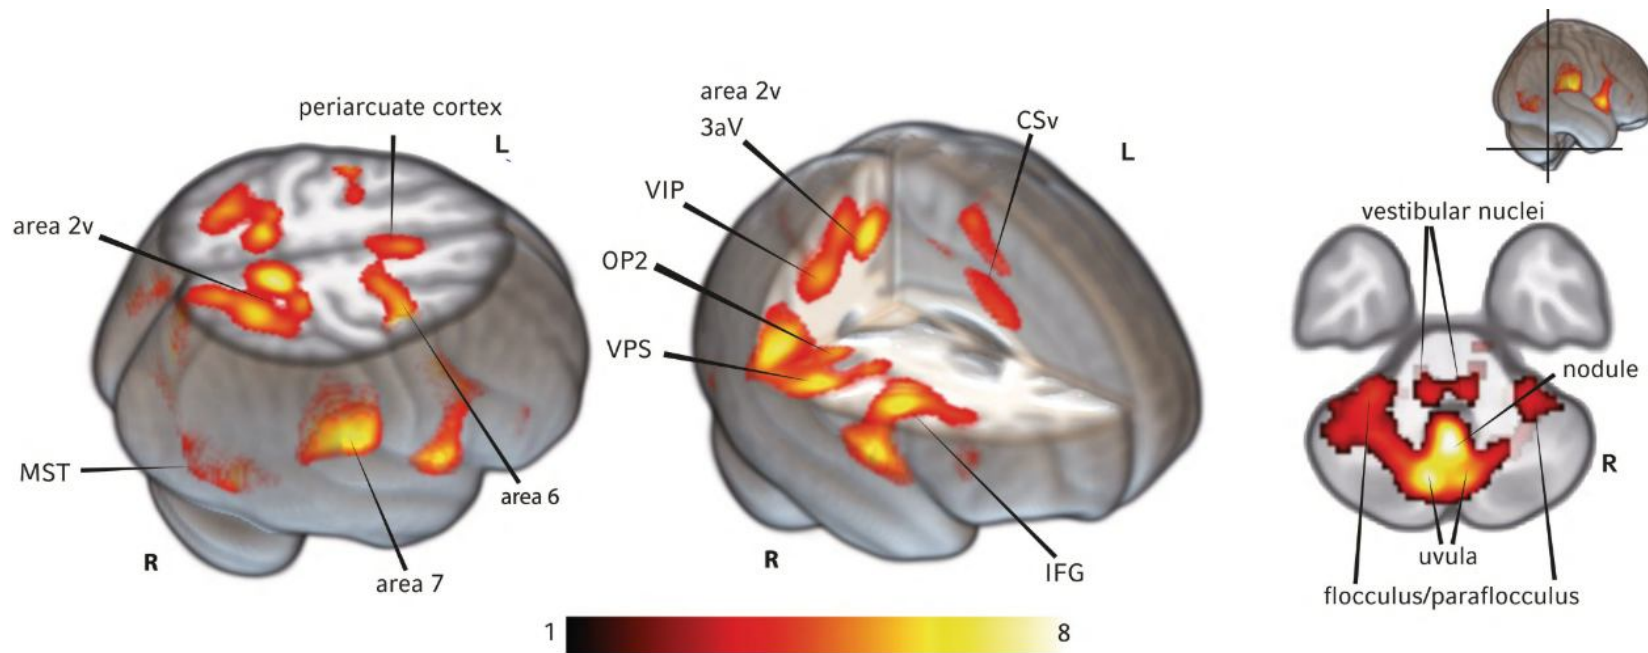 periarcuate cortex
L
area 2v
MST
area 6
R
area 7
area 2v
3aV
CSv
L
VIP
OP2
VPS
R
IFG
1
8
vestibular nuclei
nodule
R
uvula
flocculus/paraflocculus